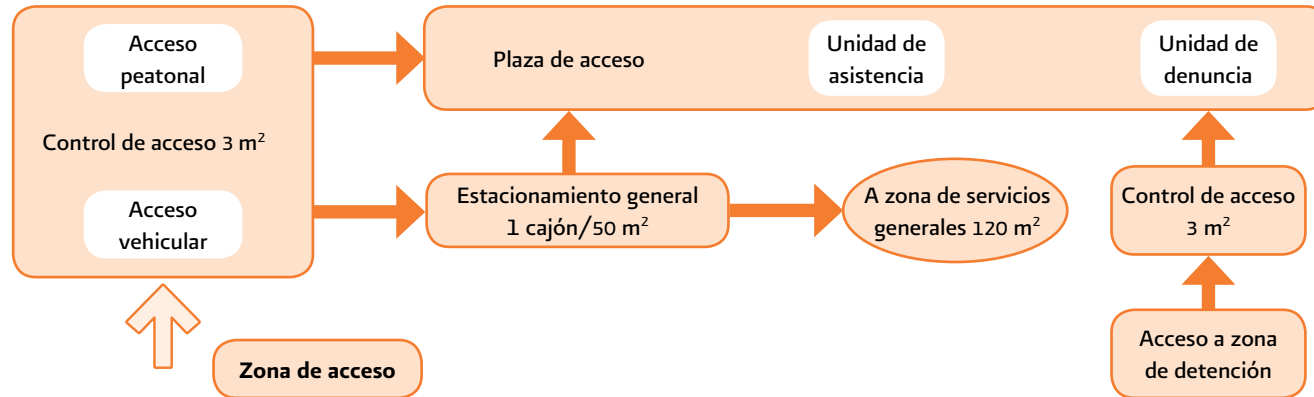 Acceso
peatonal
Control de acceso 3 m²
Acceso
vehicular
Plaza de acceso
Unidad de
asistencia
Unidad de
denuncia
Estacionamiento general
1 cajón/50 m²
A zona de servicios
generales 120 m²
Control de acceso
3 m²
Acceso a zona
de detención
Zona de acceso